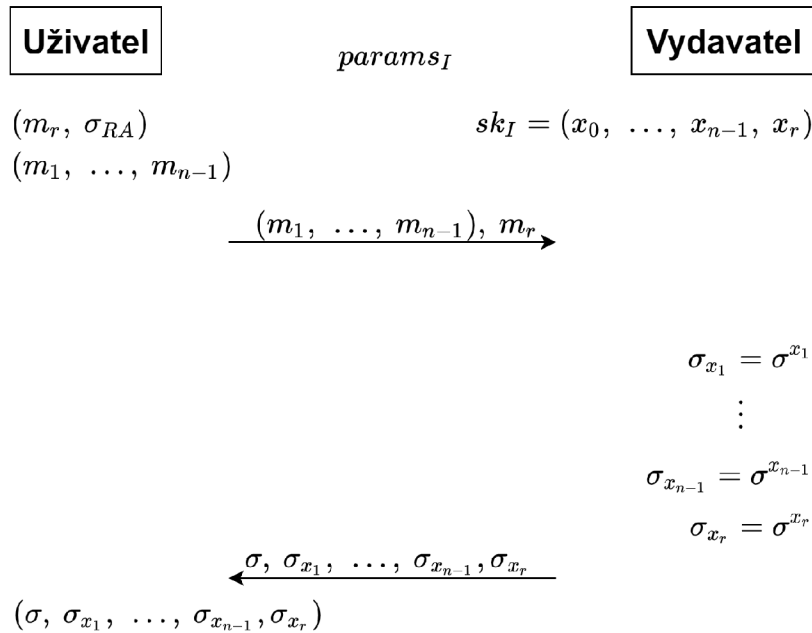 Uživatel
params_I
Vydavatel
(m_r, σ_{RA})
sk_I = (x_0, …, x_{n−1}, x_r)
(m_1, …, m_{n−1})
(m_1, …, m_{n−1}), m_r
σ_{x_1} = σ^{x_1}
⋮
σ_{x_{n−1}} = σ^{x_{n−1}}
σ_{x_r} = σ^{x_r}
σ, σ_{x_1}, …, σ_{x_{n−1}}, σ_{x_r}
(σ, σ_{x_1}, …, σ_{x_{n−1}}, σ_{x_r})